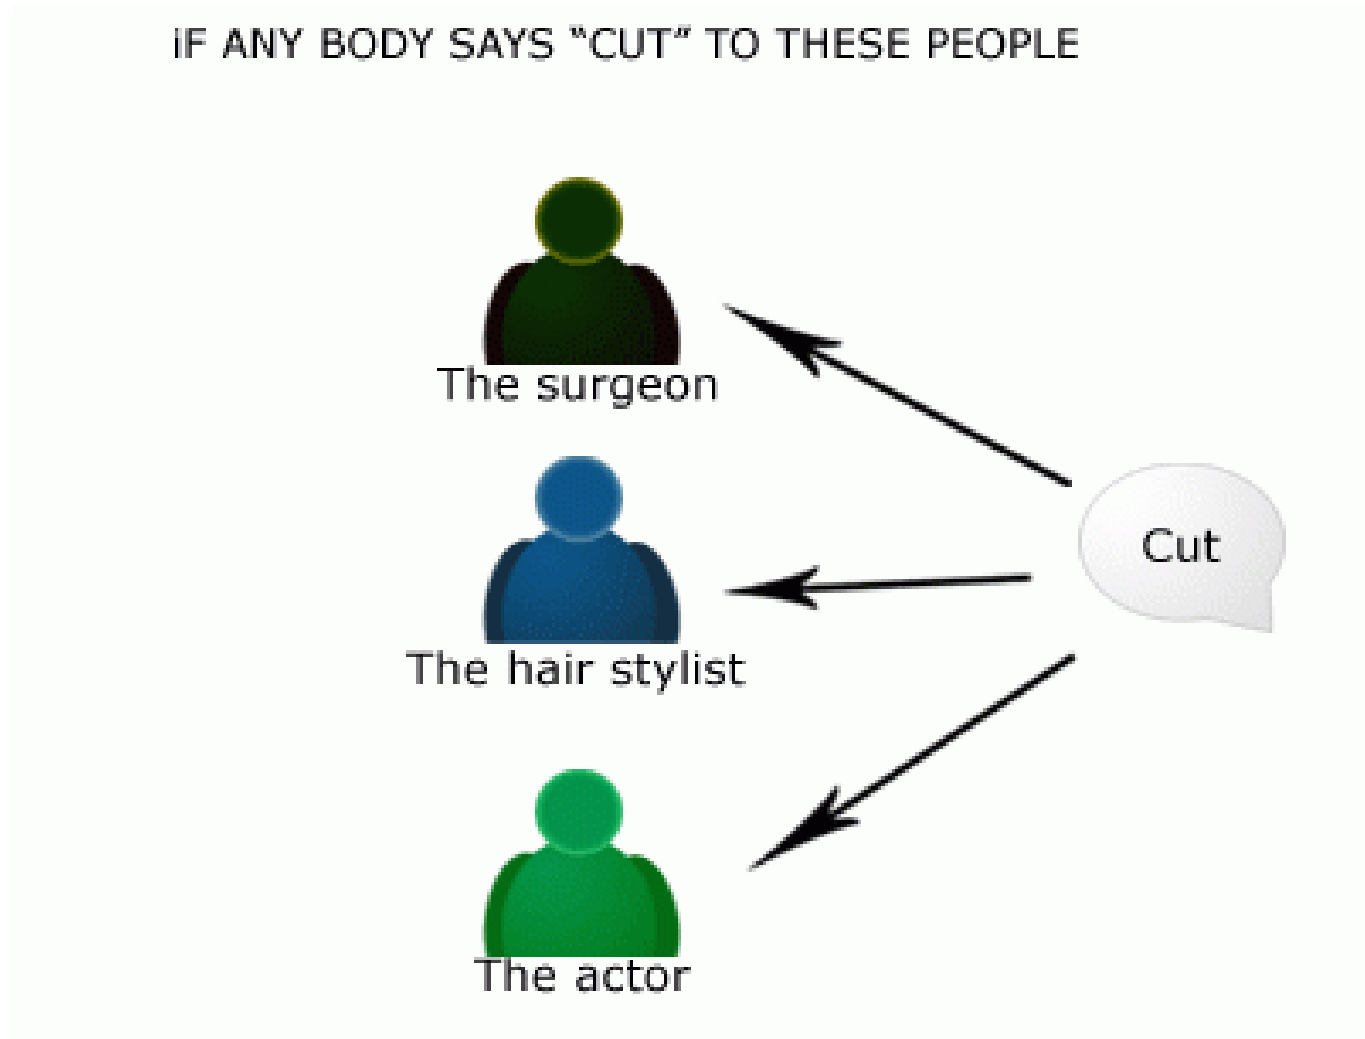 iF ANY BODY SAYS “CUT” TO THESE PEOPLE
The surgeon
Cut
The hair stylist
The actor